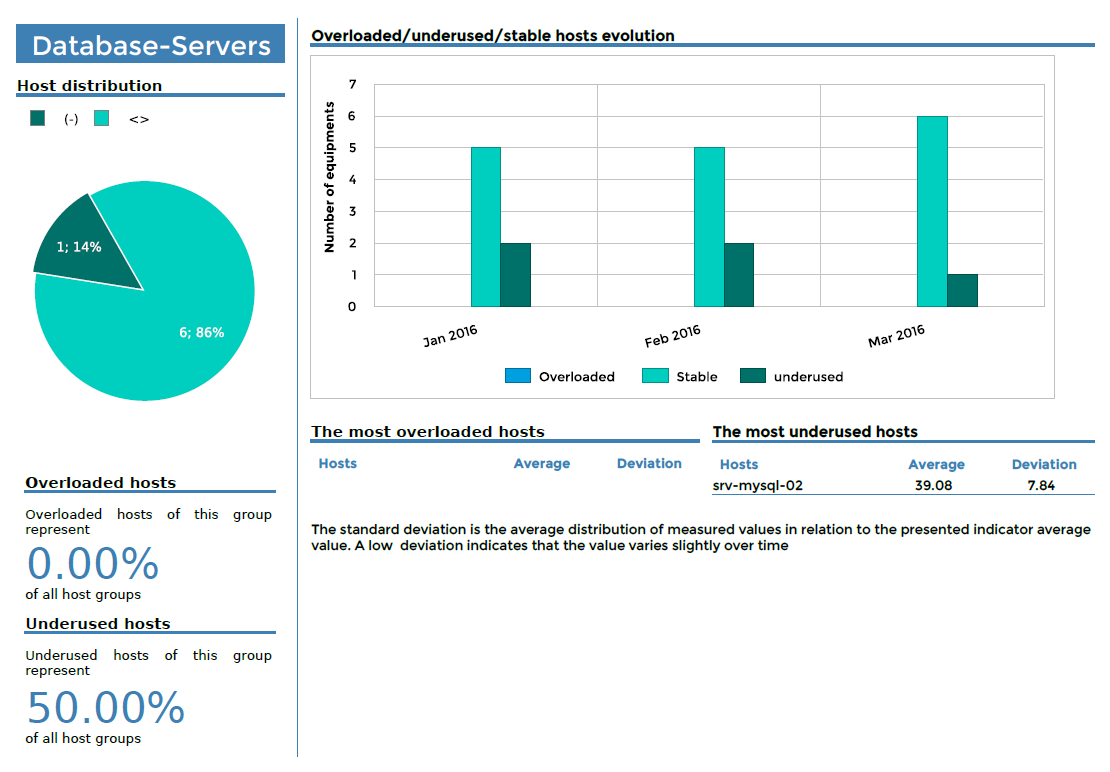 Database-Servers
Host distribution
(-) <>
1; 14%
6; 86%
Overloaded hosts
Overloaded hosts of this group
represent
0.00%
of all host groups
Underused hosts
Underused hosts of this group
represent
50.00%
of all host groups
Overloaded/underused/stable hosts evolution
Number of equipments
7
6
5
4
3
2
1
0
Jan 2016 Feb 2016 Mar 2016
Overloaded Stable underused
The most overloaded hosts
Hosts Average Deviation
The most underused hosts
Hosts Average Deviation
srv-mysql-02 39.08 7.84
The standard deviation is the average distribution of measured values in relation to the presented indicator average
value. A low deviation indicates that the value varies slightly over time